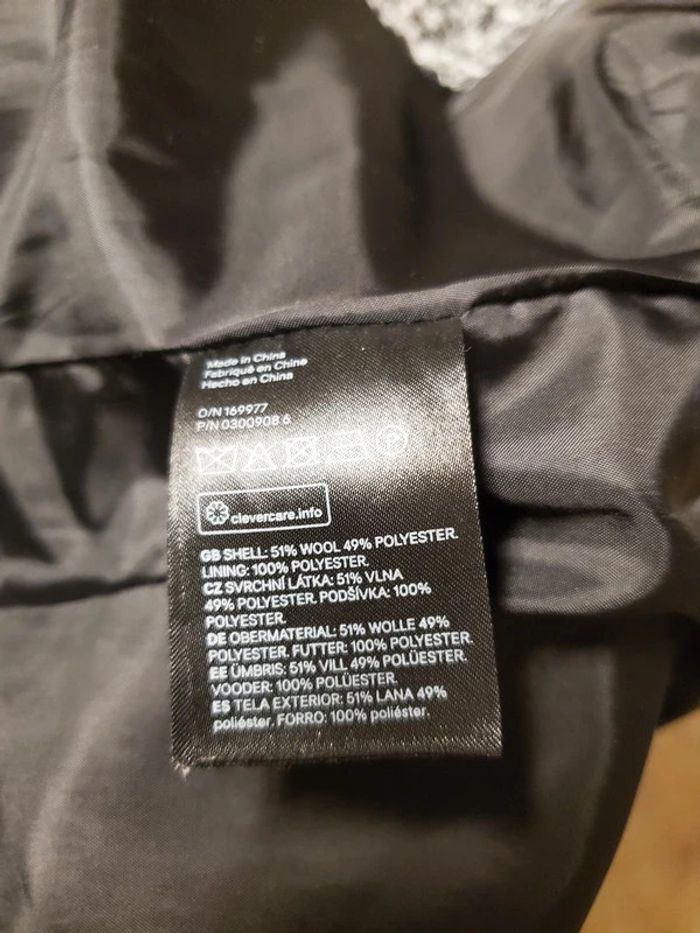 Made in China
Fabriqué en Chine
Hecho en China
O/N 169977
P/N 0300908 6
P
clevercare.info
GB SHELL: 51% WOOL 49% POLYESTER.
LINING: 100% POLYESTER.
CZ SVRCHNÍ LÁTKA: 51% VLNA
49% POLYESTER. PODŠÍVKA: 100%
POLYESTER.
DE OBERMATERIAL: 51% WOLLE 49%
POLYESTER. FUTTER: 100% POLYESTER.
EE ÜMBRIS: 51% VILL 49% POLÜESTER.
VOODER: 100% POLÜESTER.
ES TELA EXTERIOR: 51% LANA 49%
poliéster. FORRO: 100% poliéster.